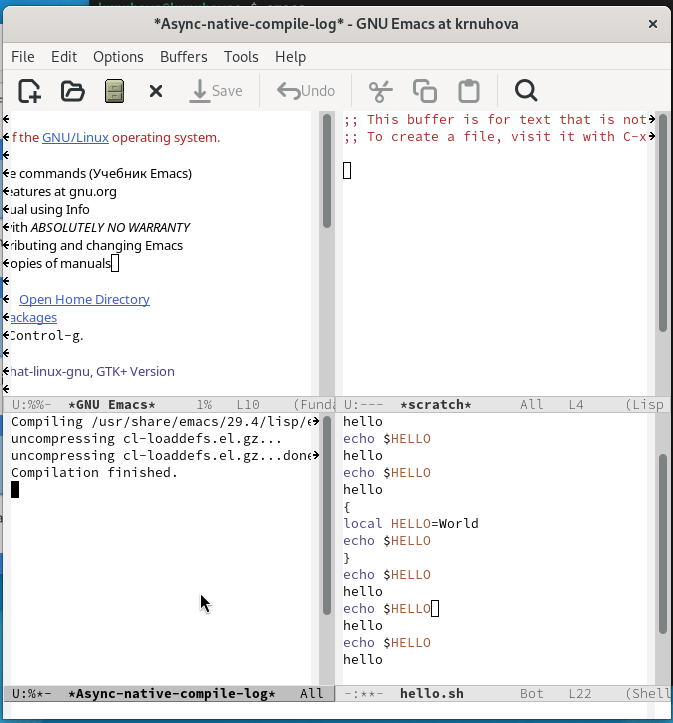 *Async-native-compile-log* - GNU Emacs at krnuhova
File Edit Options Buffers Tools Help
Save Undo
f the GNU/Linux operating system.
e commands (Учебник Emacs)
eatures at gnu.org
ual using Info
ith ABSOLUTELY NO WARRANTY
ributing and changing Emacs
opies of manuals
Open Home Directory
ackages
Control-g.
hat-linux-gnu, GTK+ Version
U:%%- *GNU Emacs* 1% L10 (Funda
;; This buffer is for text that is not
;; To create a file, visit it with C-x
U:--- *scratch* All L4 (Lisp
Compiling /usr/share/emacs/29.4/lisp/e
uncompressing cl-loaddefs.el.gz...
uncompressing cl-loaddefs.el.gz...done
Compilation finished.
U:%*- *Async-native-compile-log* All
hello
echo $HELLO
hello
echo $HELLO
hello
{
local HELLO=World
echo $HELLO
}
echo $HELLO
hello
echo $HELLO
hello
echo $HELLO
hello
-:**- hello.sh Bot L22 (Shell